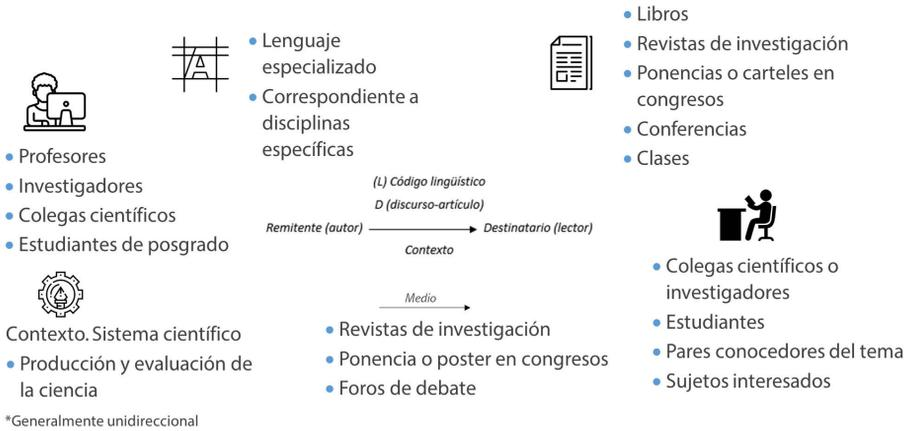 Lenguaje
especializado
Correspondiente a
disciplinas
específicas
Libros
Revistas de investigación
Ponencias o carteles en
congresos
Conferencias
Clases
Profesores
Investigadores
Colegas científicos
Estudiantes de posgrado
(L) Código lingüístico
D (discurso-artículo)
Remitente (autor)
Destinatario (lector)
Contexto
Colegas científicos o
investigadores
Estudiantes
Pares conocedores del tema
Sujetos interesados
Contexto. Sistema científico
Producción y evaluación de
la ciencia
Medio
Revistas de investigación
Ponencia o poster en congresos
Foros de debate
*Generalmente unidireccional